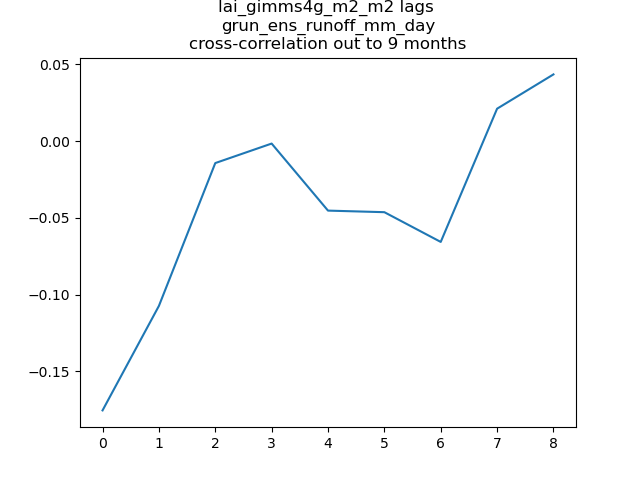 lai_gimms4g_m2_m2 lags
grun_ens_runoff_mm_day
cross-correlation out to 9 months
0.05
0.00
−0.05
−0.10
−0.15
0 1 2 3 4 5 6 7 8